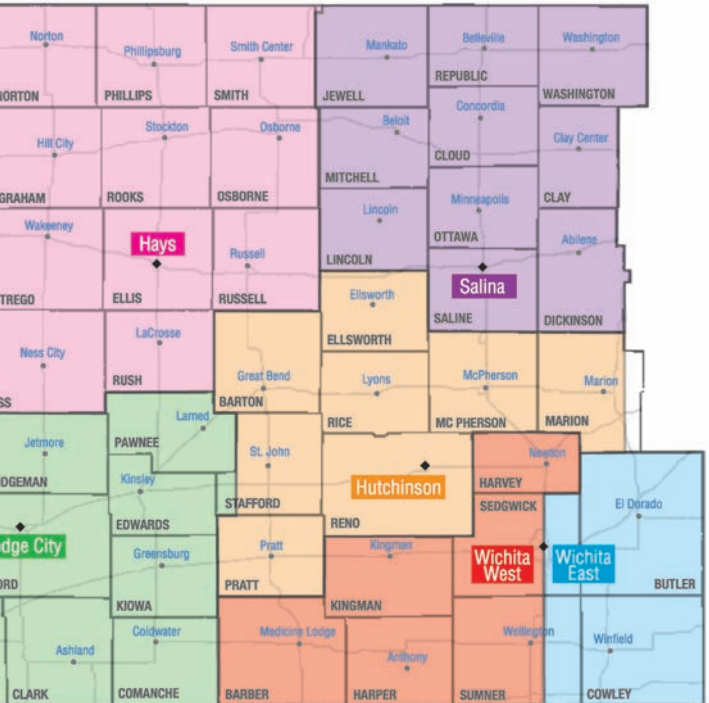 Norton
Phillipsburg
Smith Center
Mankato
Belleville
Washington
ORTON
PHILLIPS
SMITH
JEWELL
REPUBLIC
WASHINGTON
Hill City
Stockton
Osborne
Beloit
Concordia
Clay Center
GRAHAM
ROOKS
OSBORNE
MITCHELL
CLOUD
CLAY
Wakeeney
Hays
Russell
Lincoln
Minneapolis
Abilene
TREGO
ELLIS
RUSSELL
LINCOLN
OTTAWA
Salina
SALINE
DICKINSON
Ness City
LaCrosse
Ellsworth
ELLSWORTH
SS
RUSH
Great Bend
BARTON
Lyons
RICE
McPherson
MC PHERSON
Marion
MARION
Jetmore
DGEMAN
Larned
PAWNEE
Kinsley
EDWARDS
St. John
STAFFORD
Hutchinson
RENO
Newton
HARVEY
SEDGWICK
El Dorado
BUTLER
dge City
ORD
Greensburg
KIOWA
Pratt
PRATT
Kingman
KINGMAN
Wichita
West
Wichita
East
Ashland
CLARK
Coldwater
COMANCHE
Medicine Lodge
BARBER
Anthony
HARPER
Wellington
SUMNER
Winfield
COWLEY